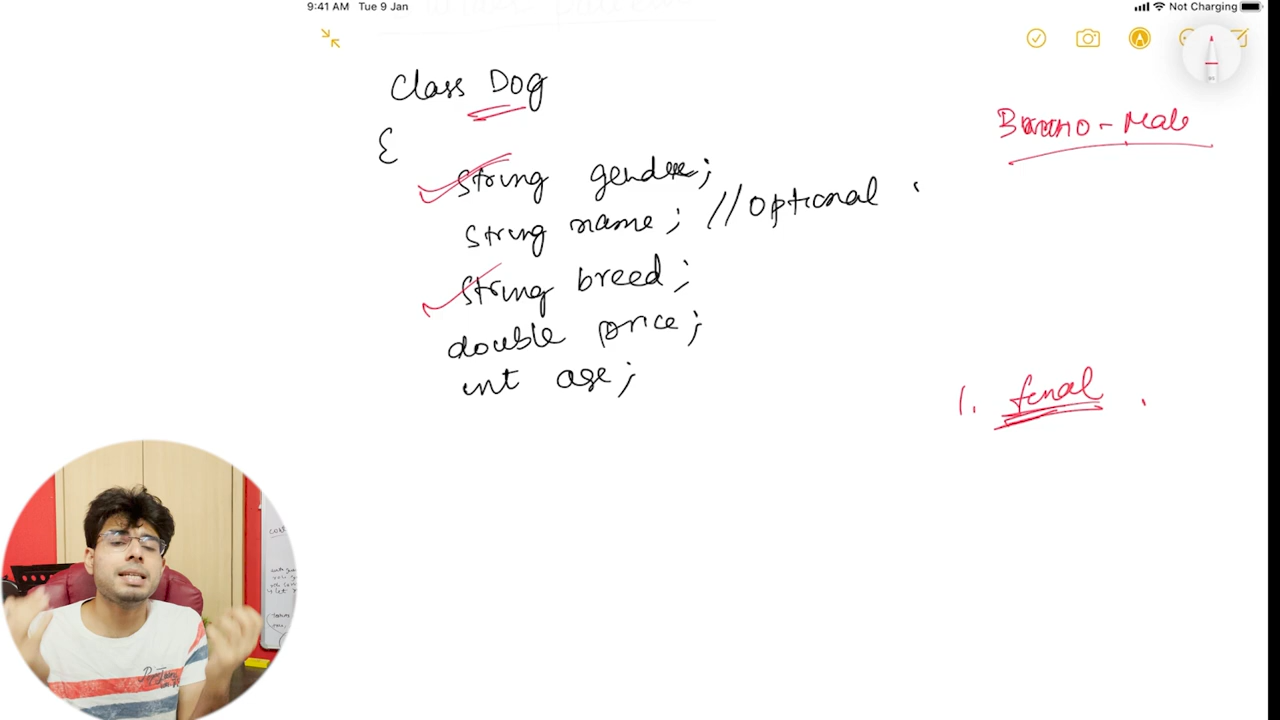 9:41 AM Tue 9 Jan
Not Charging
Class Dog
{
String gender;
String name; // Optional
String breed;
double price;
int age;
Bruno - Male
1. final